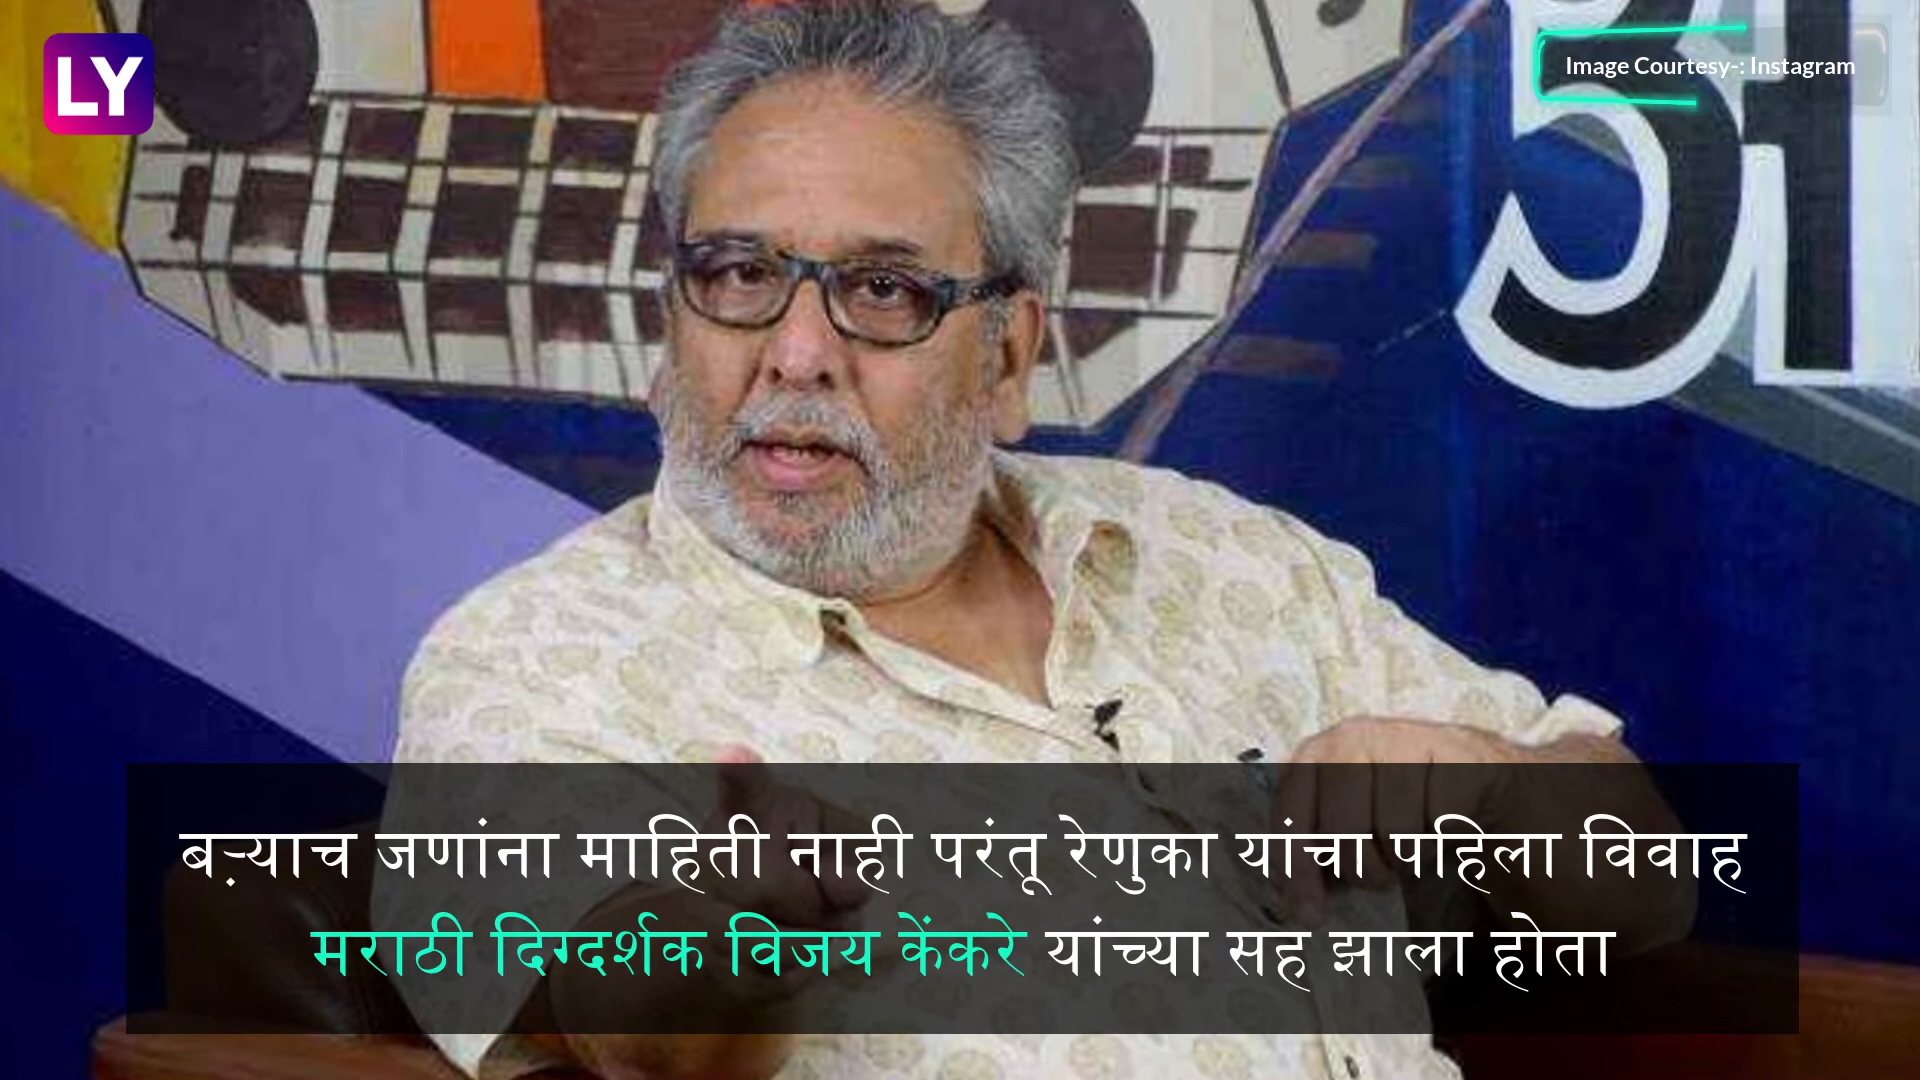 LY
Image Courtesy-: Instagram
अ
बऱ्याच जणांना माहिती नाही परंतू रेणुका यांचा पहिला विवाह
मराठी दिग्दर्शक विजय केंकरे यांच्या सह झाला होता